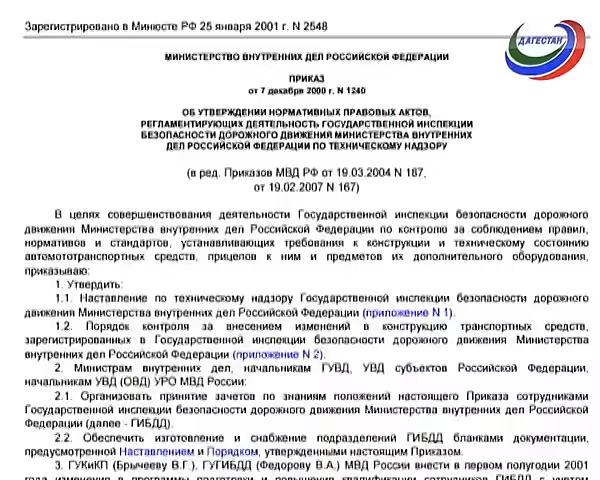 Зарегистрировано в Минюсте РФ 25 января 2001 г. N 2548
ДАГЕСТАН
МИНИСТЕРСТВО ВНУТРЕННИХ ДЕЛ РОССИЙСКОЙ ФЕДЕРАЦИИ
ПРИКАЗ
от 7 декабря 2000 г. N 1240
ОБ УТВЕРЖДЕНИИ НОРМАТИВНЫХ ПРАВОВЫХ АКТОВ,
РЕГЛАМЕНТИРУЮЩИХ ДЕЯТЕЛЬНОСТЬ ГОСУДАРСТВЕННОЙ ИНСПЕКЦИИ
БЕЗОПАСНОСТИ ДОРОЖНОГО ДВИЖЕНИЯ МИНИСТЕРСТВА ВНУТРЕННИХ
ДЕЛ РОССИЙСКОЙ ФЕДЕРАЦИИ ПО ТЕХНИЧЕСКОМУ НАДЗОРУ
(в ред. Приказов МВД РФ от 19.03.2004 N 187,
от 19.02.2007 N 167)
В целях совершенствования деятельности Государственной инспекции безопасности дорожного
движения Министерства внутренних дел Российской Федерации по контролю за соблюдением правил,
нормативов и стандартов, устанавливающих требования к конструкции и техническому состоянию
автомототранспортных средств, прицепов к ним и предметов их дополнительного оборудования,
приказываю:
1. Утвердить:
1.1. Наставление по техническому надзору Государственной инспекции безопасности дорожного
движения Министерства внутренних дел Российской Федерации (приложение N 1).
1.2. Порядок контроля за внесением изменений в конструкцию транспортных средств,
зарегистрированных в Государственной инспекции безопасности дорожного движения Министерства
внутренних дел Российской Федерации (приложение N 2).
2. Министрам внутренних дел, начальникам ГУВД, УВД субъектов Российской Федерации,
начальникам УВД (ОВД) УРО МВД России:
2.1. Организовать принятие зачетов по знаниям положений настоящего Приказа сотрудниками
Государственной инспекции безопасности дорожного движения Министерства внутренних дел Российской
Федерации (далее - ГИБДД).
2.2. Обеспечить изготовление и снабжение подразделений ГИБДД бланками документации,
предусмотренной Наставлением и Порядком, утвержденными настоящим Приказом.
3. ГУКиКП (Брычееву В.Г.), ГУГИБДД (Федорову В.А.) МВД России внести в первом полугодии 2001
года изменения в программы подготовки и повышения квалификации сотрудников ГИБДД с учетом